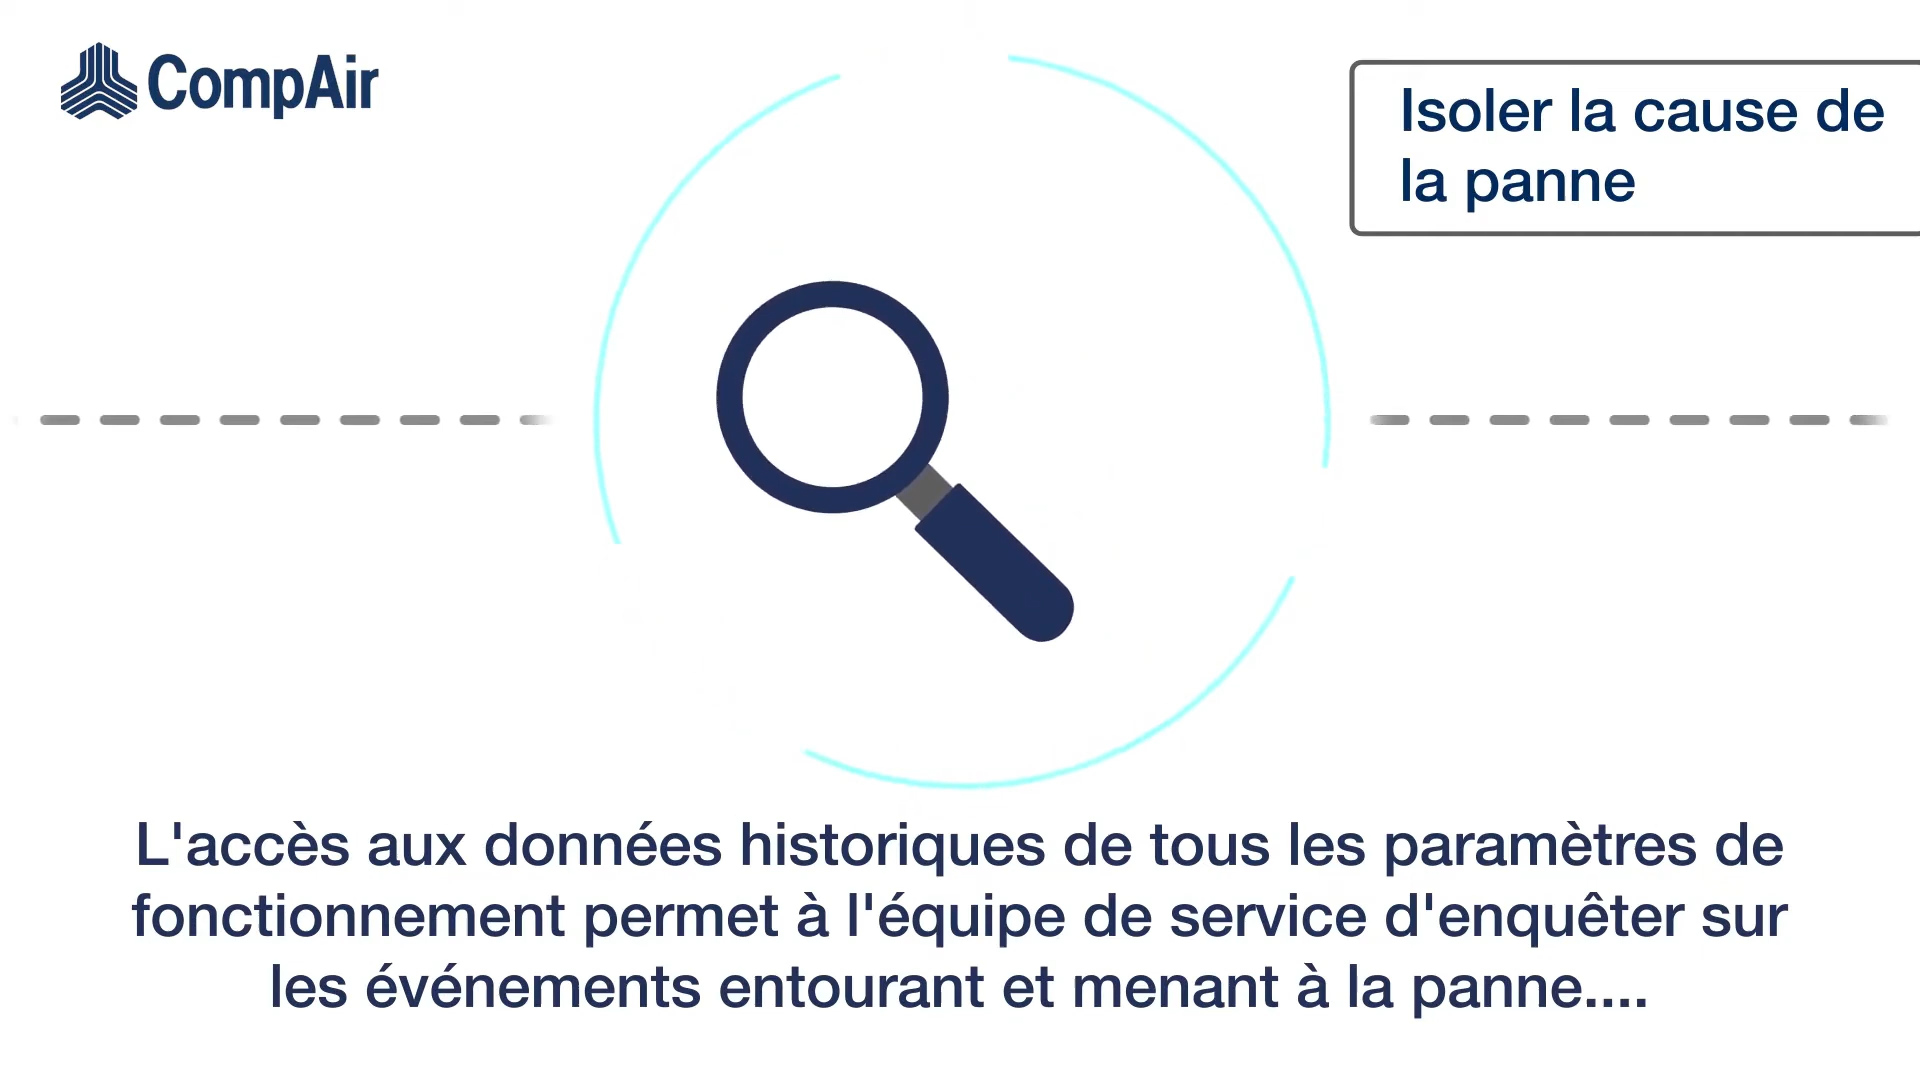 CompAir
Isoler la cause de
la panne
L'accès aux données historiques de tous les paramètres de
fonctionnement permet à l'équipe de service d'enquêter sur
les événements entourant et menant à la panne....